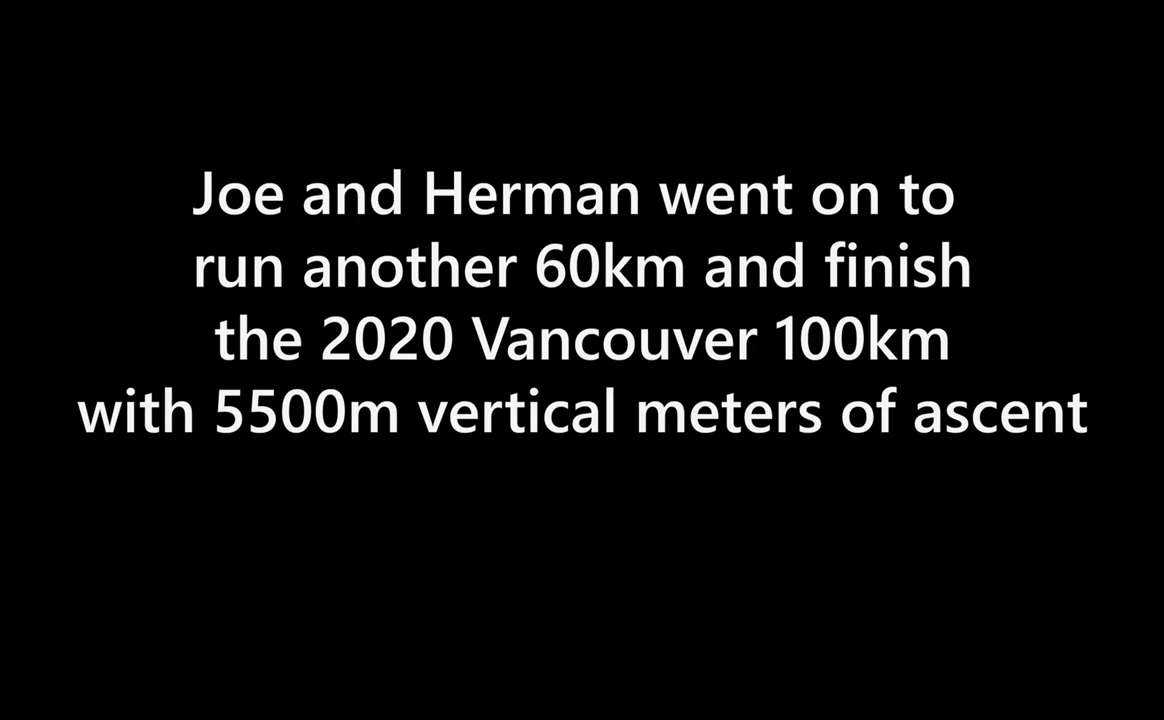 Joe and Herman went on to
run another 60km and finish
the 2020 Vancouver 100km
with 5500m vertical meters of ascent